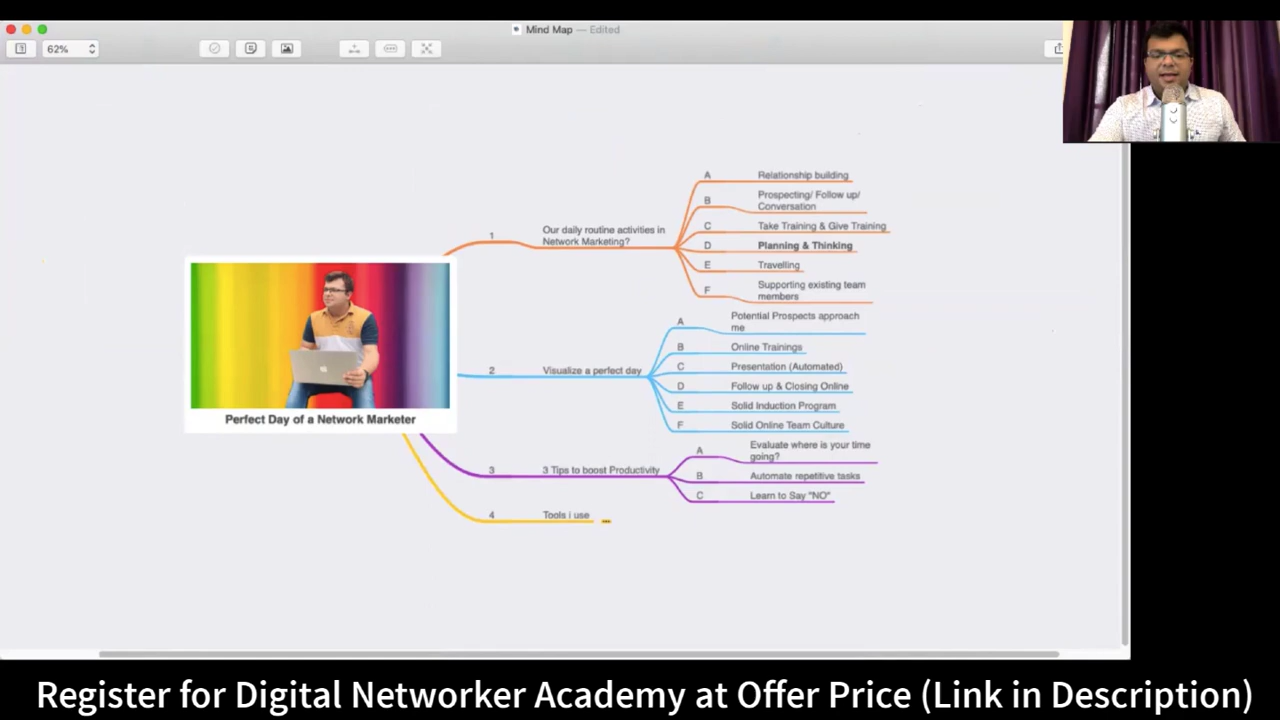 Mind Map — Edited
62%
1
Our daily routine activities in
Network Marketing?
A
Relationship building
B
Prospecting/ Follow up/
Conversation
C
Take Training & Give Training
D
Planning & Thinking
E
Travelling
F
Supporting existing team
members
2
Visualize a perfect day
A
Potential Prospects approach
me
B
Online Trainings
C
Presentation (Automated)
D
Follow up & Closing Online
E
Solid Induction Program
F
Solid Online Team Culture
Perfect Day of a Network Marketer
3
3 Tips to boost Productivity
A
Evaluate where is your time
going?
B
Automate repetitive tasks
C
Learn to Say "NO"
4
Tools i use
Register for Digital Networker Academy at Offer Price (Link in Description)